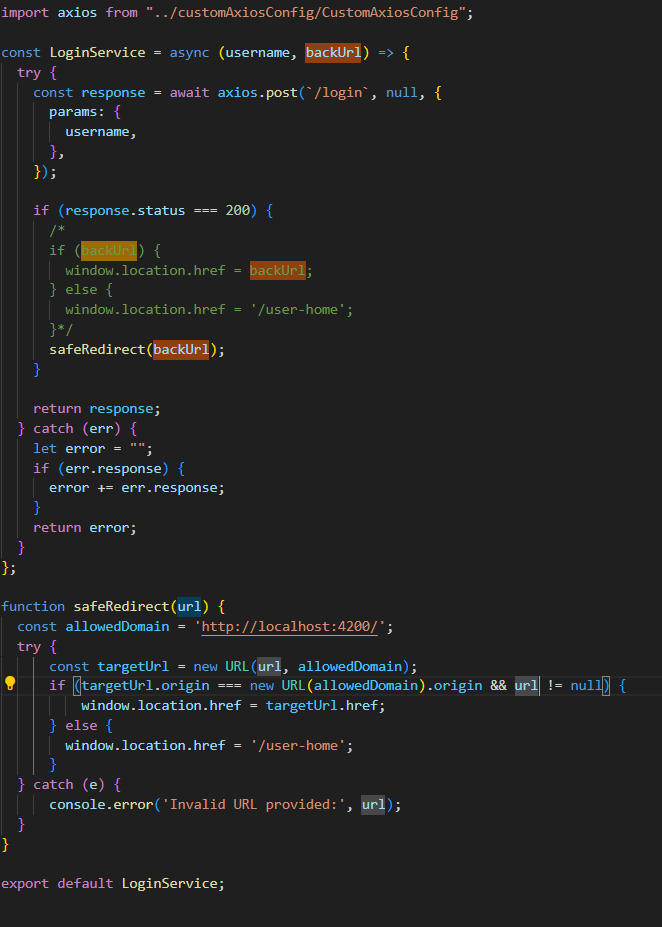 import axios from "../customAxiosConfig/CustomAxiosConfig";

const LoginService = async (username, backUrl) => {
  try {
    const response = await axios.post(`/login`, null, {
      params: {
        username,
      },
    });

    if (response.status === 200) {
      /*
      if (backUrl) {
        window.location.href = backUrl;
      } else {
        window.location.href = '/user-home';
      }*/
      safeRedirect(backUrl);
    }

    return response;
  } catch (err) {
    let error = "";
    if (err.response) {
      error += err.response;
    }
    return error;
  }
};

function safeRedirect(url) {
  const allowedDomain = 'http://localhost:4200/';
  try {
      const targetUrl = new URL(url, allowedDomain);
      if (targetUrl.origin === new URL(allowedDomain).origin && url != null) {
          window.location.href = targetUrl.href;
      } else {
        window.location.href = '/user-home';
      }
  } catch (e) {
      console.error('Invalid URL provided:', url);
  }
}

export default LoginService;